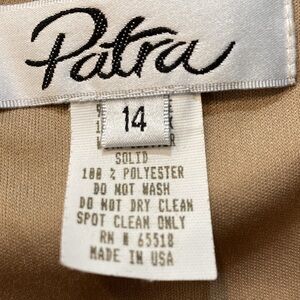 Patra
14
SOLID
100 % POLYESTER
DO NOT WASH
DO NOT DRY CLEAN
SPOT CLEAN ONLY
RN # 65518
MADE IN USA